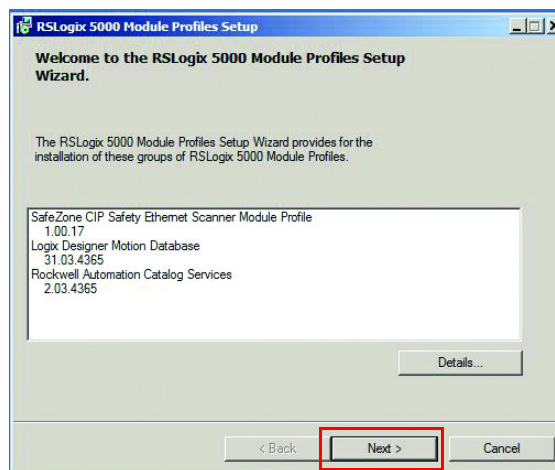 RSLogix 5000 Module Profiles Setup
Welcome to the RSLogix 5000 Module Profiles Setup
Wizard.
The RSLogix 5000 Module Profiles Setup Wizard provides for the
installation of these groups of RSLogix 5000 Module Profiles.
SafeZone CIP Safety Ethernet Scanner Module Profile
1.00.17
Logix Designer Motion Database
31.03.4365
Rockwell Automation Catalog Services
2.03.4365
Details...
< Back
Next >
Cancel